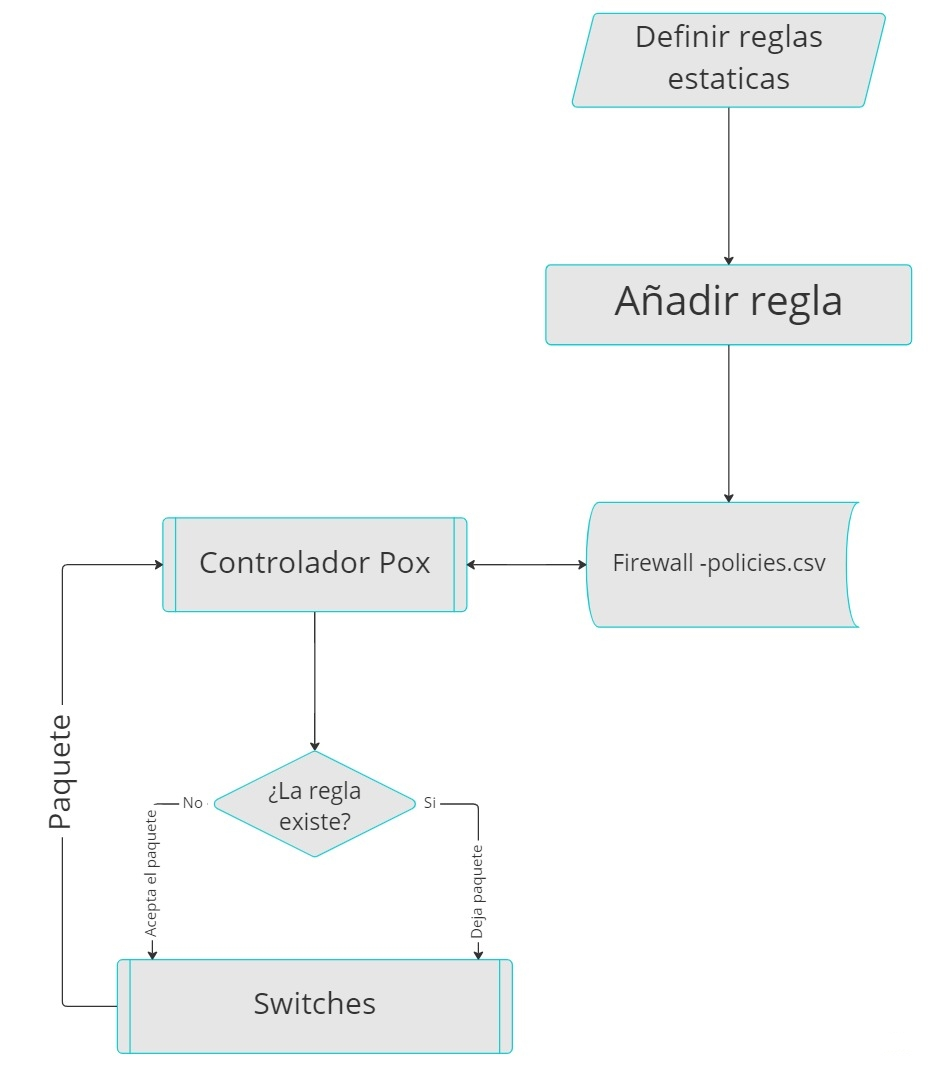 Definir reglas
estaticas
Añadir regla
Controlador Pox
Firewall -policies.csv
Paquete
¿La regla
existe?
No
Si
Acepta el paquete
Deja paquete
Switches